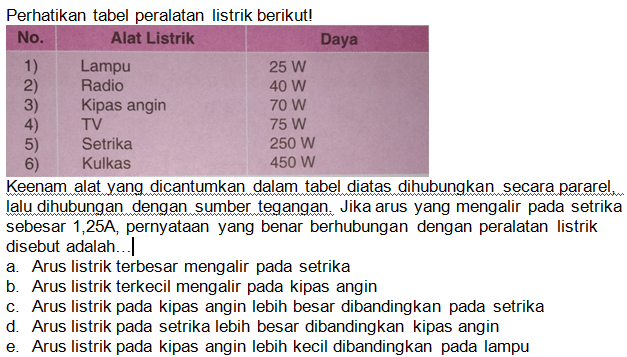 Perhatikan tabel peralatan listrik berikut!
No. Alat Listrik Daya
1) Lampu 25 W
2) Radio 40 W
3) Kipas angin 70 W
4) TV 75 W
5) Setrika 250 W
6) Kulkas 450 W
Keenam alat yang dicantumkan dalam tabel diatas dihubungkan secara pararel,
lalu dihubungan dengan sumber tegangan. Jika arus yang mengalir pada setrika
sebesar 1,25A, pernyataan yang benar berhubungan dengan peralatan listrik
disebut adalah…
a. Arus listrik terbesar mengalir pada setrika
b. Arus listrik terkecil mengalir pada kipas angin
c. Arus listrik pada kipas angin lebih besar dibandingkan pada setrika
d. Arus listrik pada setrika lebih besar dibandingkan kipas angin
e. Arus listrik pada kipas angin lebih kecil dibandingkan pada lampu